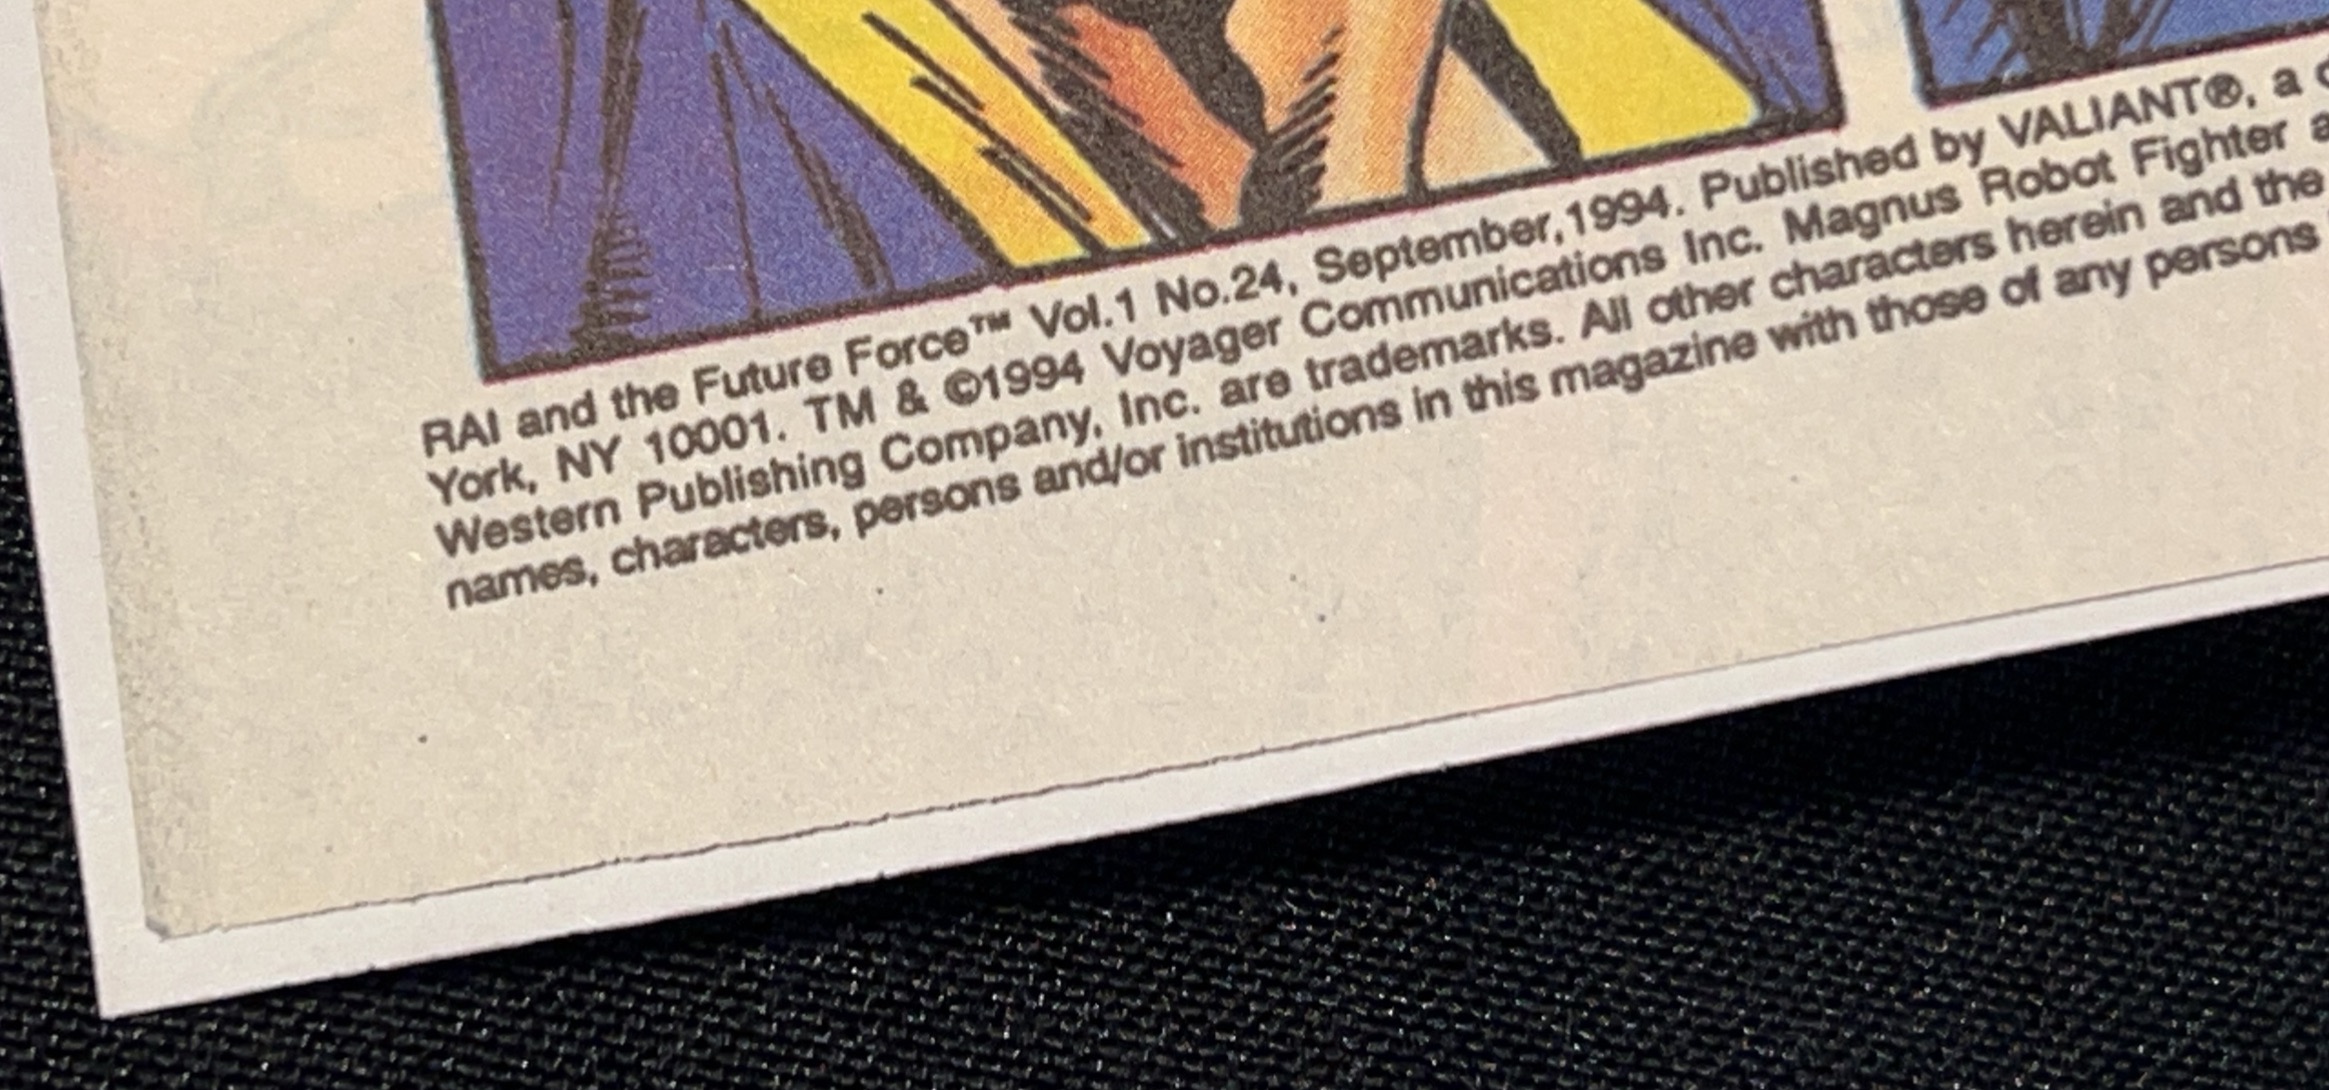 RAI and the Future Force™ Vol.1 No.24, September,1994. Published by VALIANT®, a
York, NY 10001. TM & ©1994 Voyager Communications Inc. Magnus Robot Fighter
Western Publishing Company, Inc. are trademarks. All other characters herein and the
names, characters, persons and/or institutions in this magazine with those of any persons